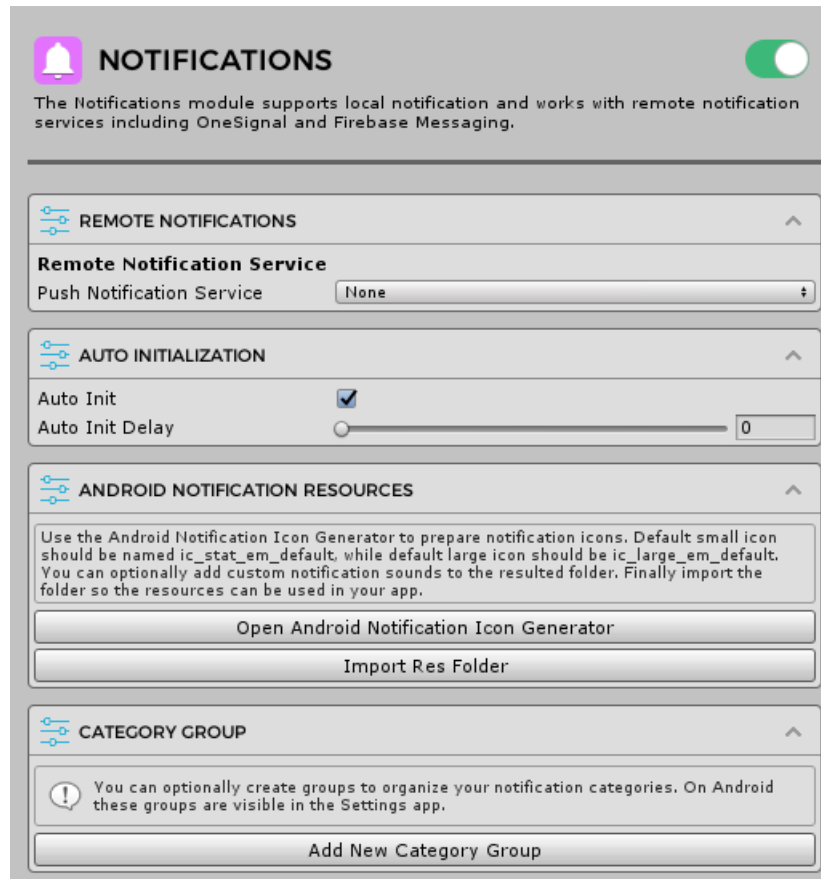 NOTIFICATIONS
The Notifications module supports local notification and works with remote notification
services including OneSignal and Firebase Messaging.
REMOTE NOTIFICATIONS
Remote Notification Service
Push Notification Service None
AUTO INITIALIZATION
Auto Init
Auto Init Delay 0
ANDROID NOTIFICATION RESOURCES
Use the Android Notification Icon Generator to prepare notification icons. Default small icon
should be named ic_stat_em_default, while default large icon should be ic_large_em_default.
You can optionally add custom notification sounds to the resulted folder. Finally import the
folder so the resources can be used in your app.
Open Android Notification Icon Generator
Import Res Folder
CATEGORY GROUP
You can optionally create groups to organize your notification categories. On Android
these groups are visible in the Settings app.
Add New Category Group